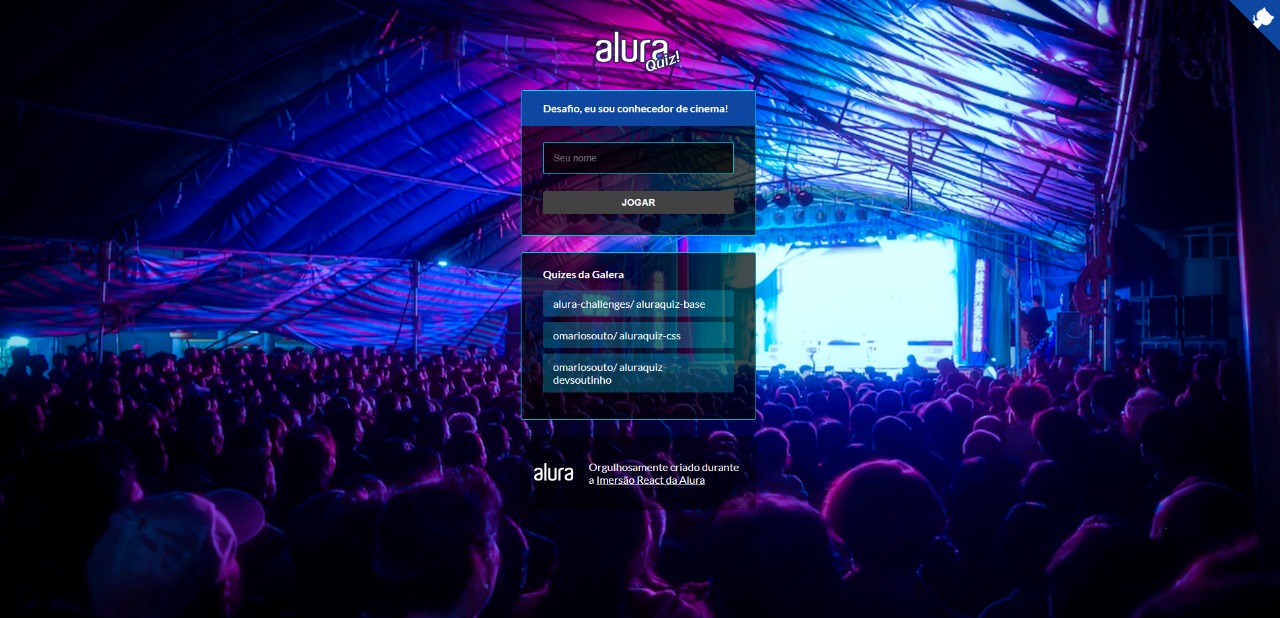 alura
Quiz!
Desafio, eu sou conhecedor de cinema!
Seu nome
JOGAR
Quizes da Galera
alura-challenges/ aluraquiz-base
omariosouto/ aluraquiz-css
omariosouto/ aluraquiz-
devsoutinho
alura
Orgulhosamente criado durante
a Imersão React da Alura